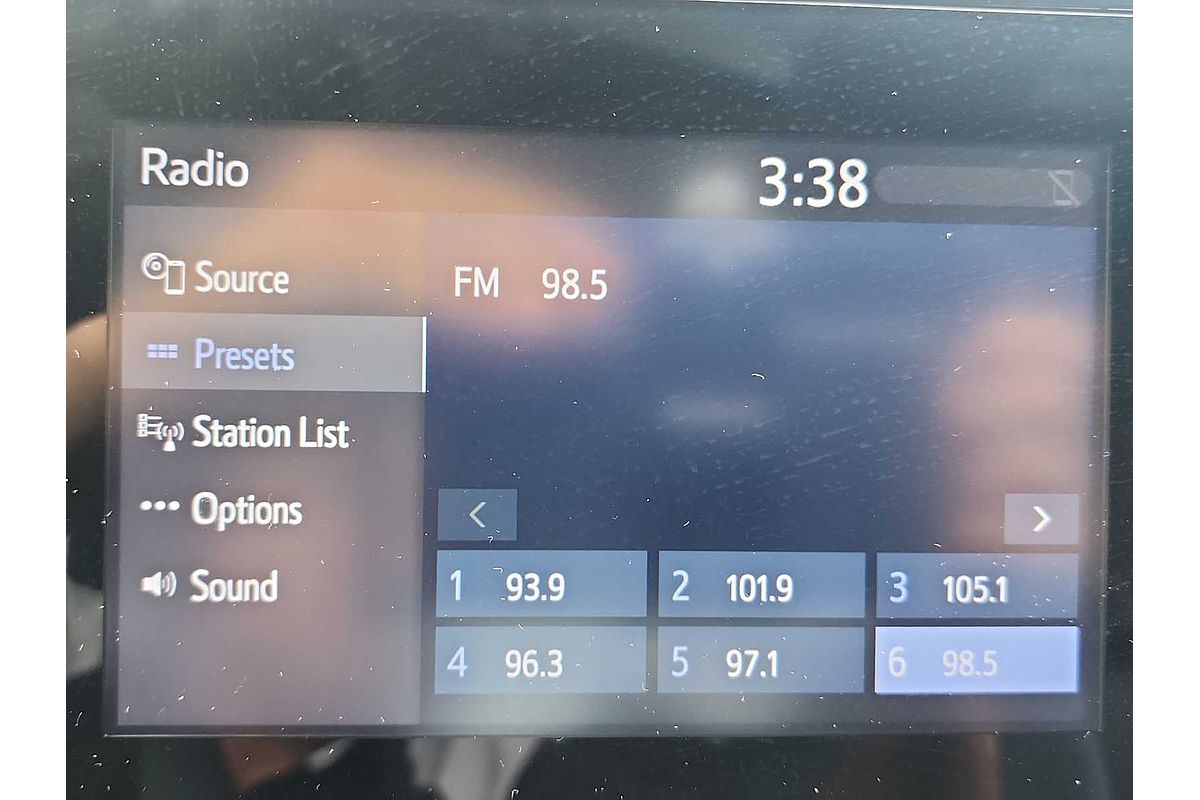 Radio 3:38
Source
FM 98.5
Presets
Station List
••• Options
Sound
< >
1 93.9 2 101.9 3 105.1
4 96.3 5 97.1 6 98.5